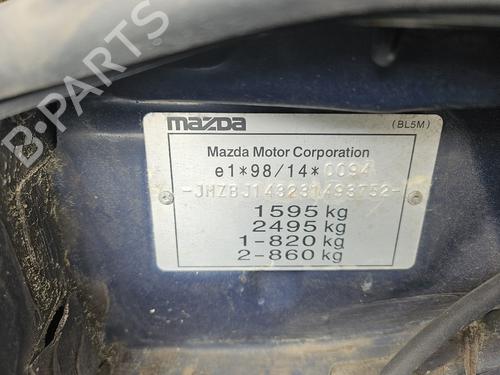 B-PARTS
mazda
(BL5M)
Mazda Motor Corporation
e1*98/14*0094
-JMZBJ143231493752-
1595 kg
2495 kg
1-820 kg
2-860 kg